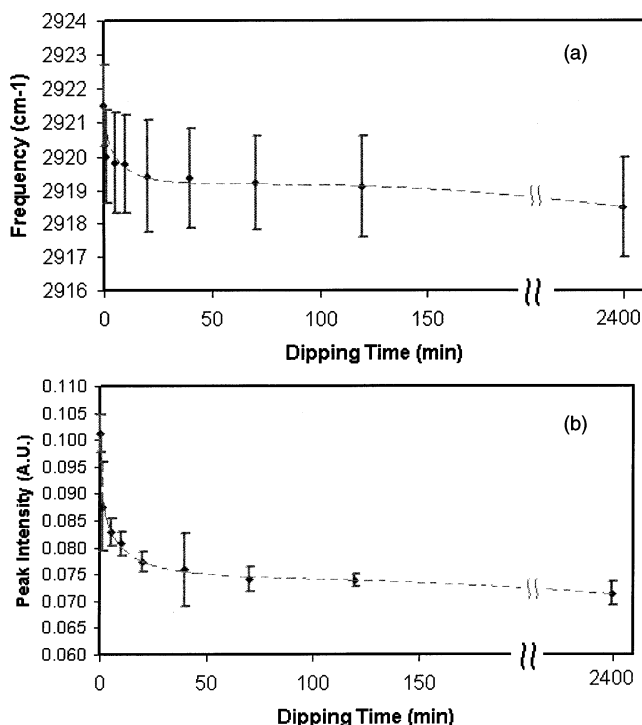 (a)
Frequency (cm-1)
2924
2923
2922
2921
2920
2919
2918
2917
2916
0 50 100 150 2400
Dipping Time (min)
(b)
Peak Intensity (A.U.)
0.110
0.105
0.100
0.095
0.090
0.085
0.080
0.075
0.070
0.065
0.060
0 50 100 150 2400
Dipping Time (min)